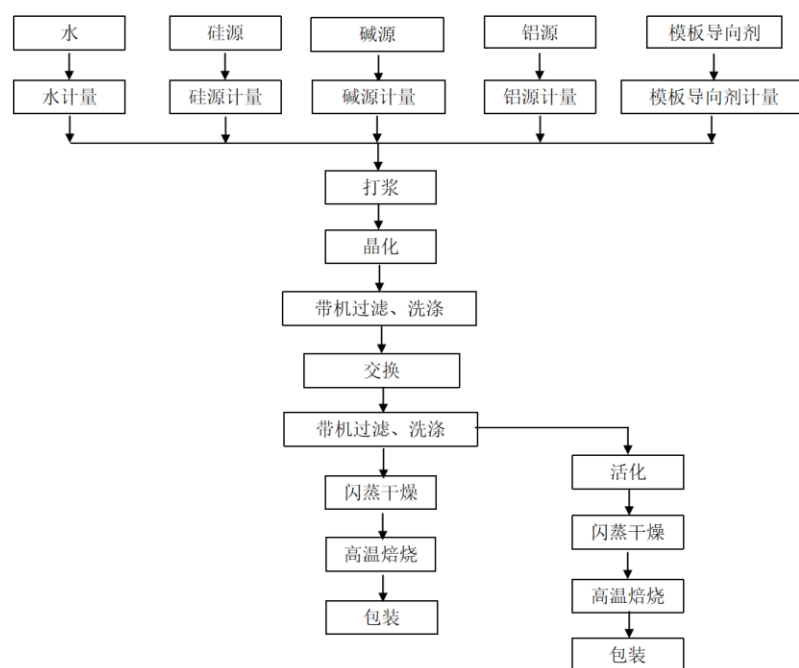 水
硅源
碱源
铝源
模板导向剂
水计量
硅源计量
碱源计量
铝源计量
模板导向剂计量
打浆
晶化
带机过滤、洗涤
交换
带机过滤、洗涤
活化
闪蒸干燥
闪蒸干燥
高温焙烧
高温焙烧
包装
包装